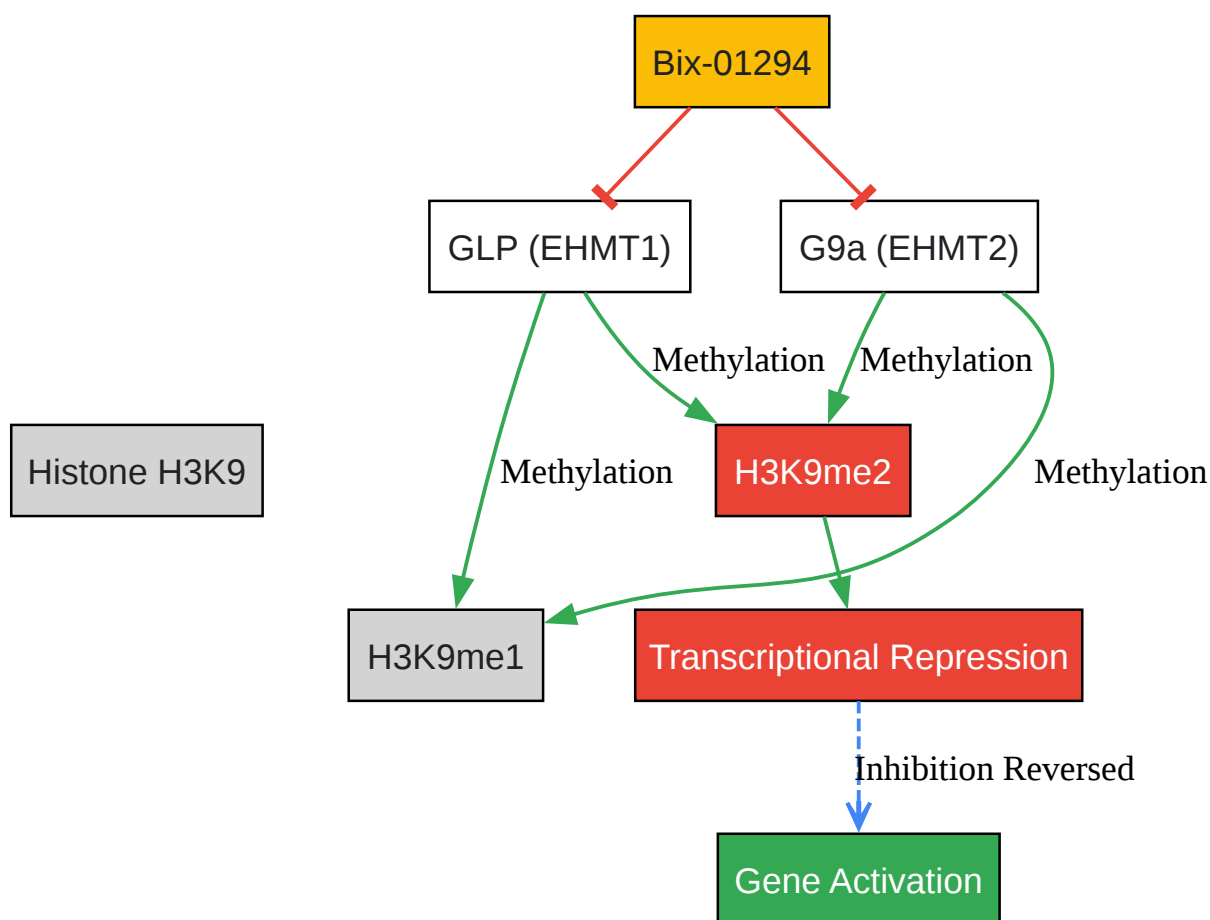 Bix-01294
GLP (EHMT1)
G9a (EHMT2)
Methylation
Methylation
Histone H3K9
Methylation
H3K9me2
Methylation
H3K9me1
Transcriptional Repression
Inhibition Reversed
Gene Activation